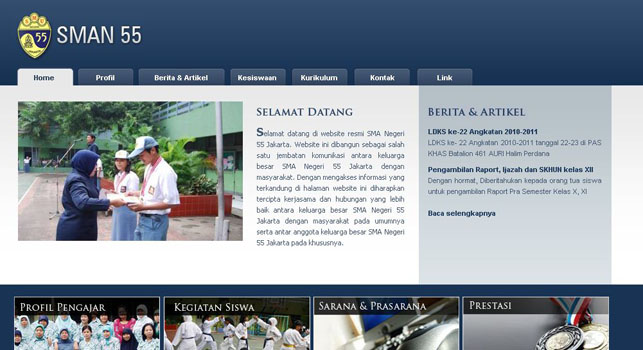 55
SMAN 55
Home
Profil
Berita & Artikel
Kesiswaan
Kurikulum
Kontak
Link
SELAMAT DATANG
Selamat datang di website resmi SMA Negeri
55 Jakarta. Website ini dibangun sebagai salah
satu jembatan komunikasi antara keluarga
besar SMA Negeri 55 Jakarta dengan
masyarakat. Dengan mengakses informasi yang
terkandung di halaman website ini diharapkan
tercipta kerjasama dan hubungan yang lebih
baik antara keluarga besar SMA Negeri 55
Jakarta dengan masyarakat pada umumnya
serta antar anggota keluarga besar SMA Negeri
55 Jakarta pada khususnya.
BERITA & ARTIKEL
LDKS ke-22 Angkatan 2010-2011
LDKS ke- 22 Angkatan 2010-2011 tanggal 22-23 di PAS
KHAS Batalion 461 AURI Halim Perdana
Pengambilan Raport, Ijazah dan SKHUN kelas XII
Dengan hormat, Diberitahukan kepada orang tua siswa
untuk pengambilan Raport Pra Semester Kelas X, XI
Baca selengkapnya
PROFIL PENGAJAR
KEGIATAN SISWA
SARANA & PRASARANA
PRESTASI